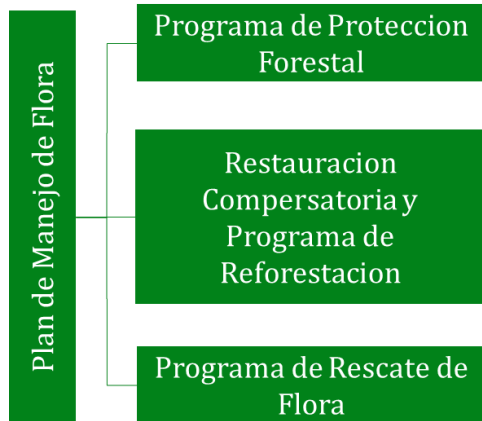 Plan de Manejo de Flora
Programa de Proteccion
Forestal
Restauracion
Compersatoria y
Programa de
Reforestacion
Programa de Rescate de
Flora